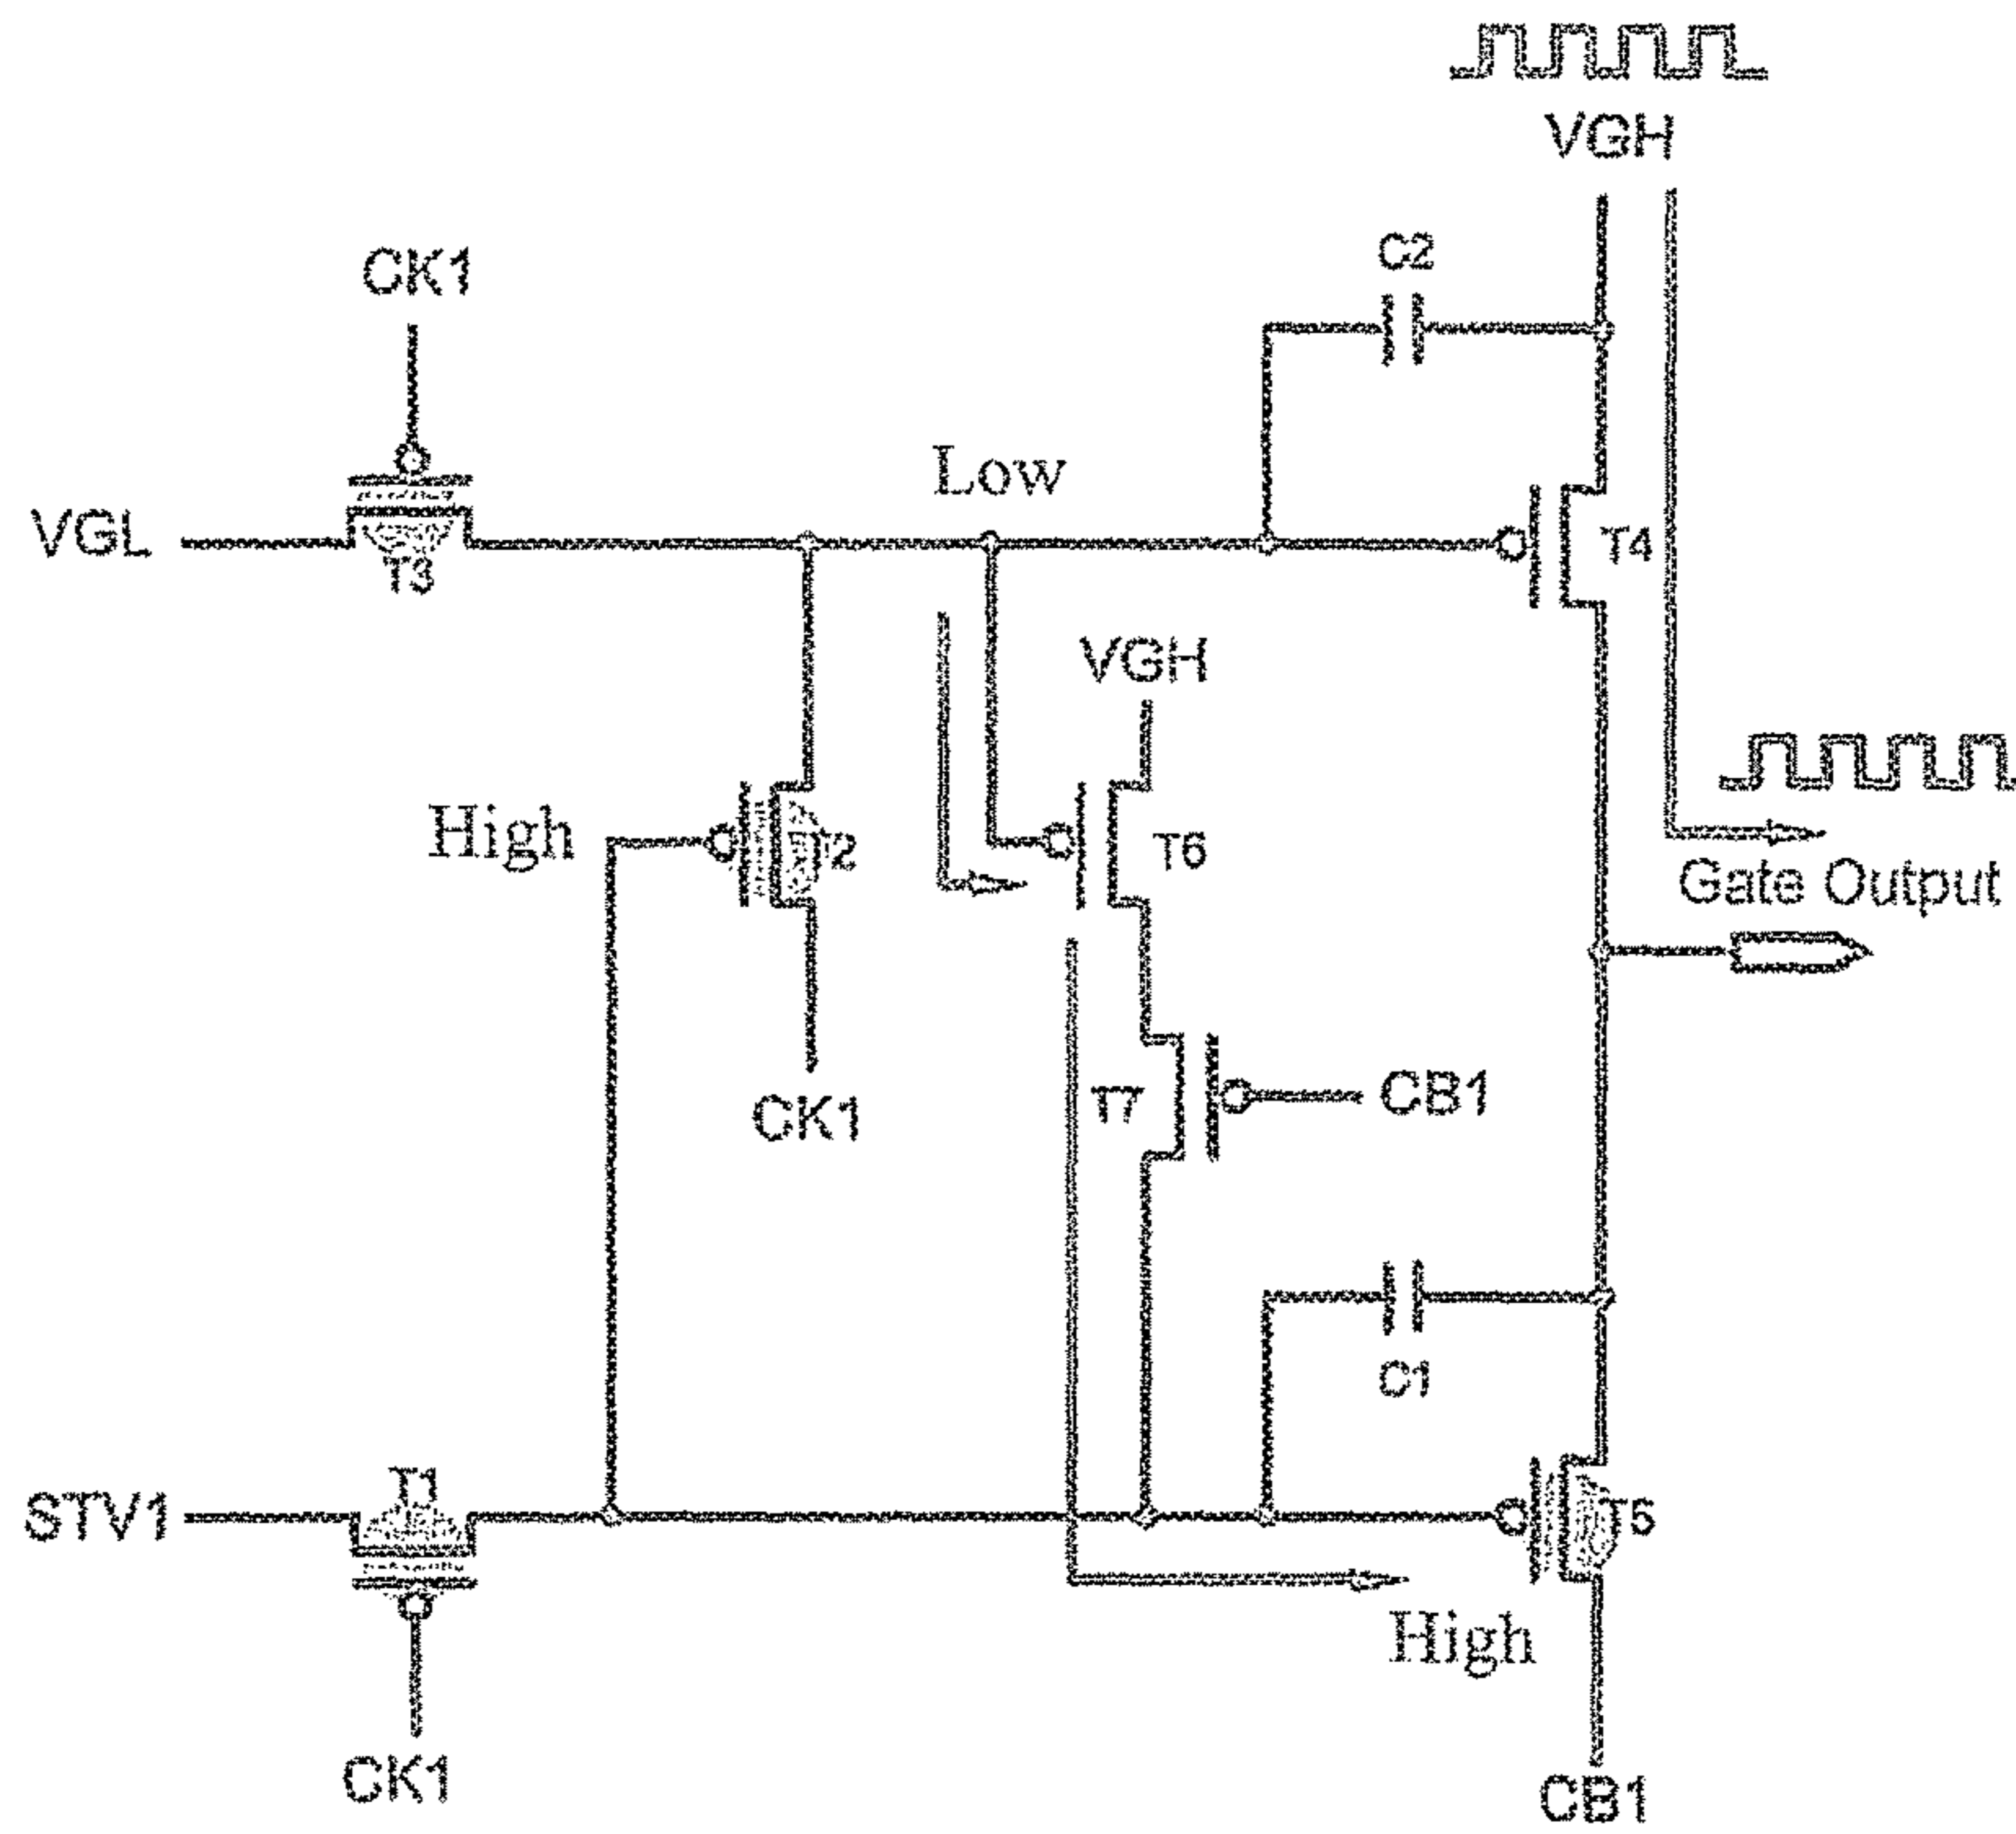 VGH
C2
CK1
Low
VGL
T3
T4
VGH
High
T2
T6
Gate Output
T7
CB1
CK1
C1
T1
STV1
T5
High
CK1
CB1